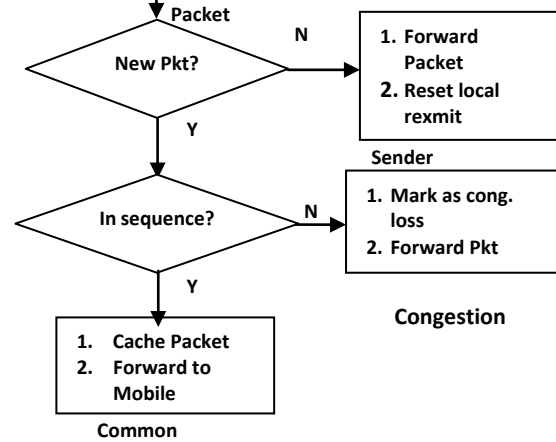 Packet
N
New Pkt?
1. Forward
Packet
2. Reset local
rexmit
Y
Sender
In sequence?
N
1. Mark as cong.
loss
2. Forward Pkt
Y
Congestion
1. Cache Packet
2. Forward to
Mobile
Common